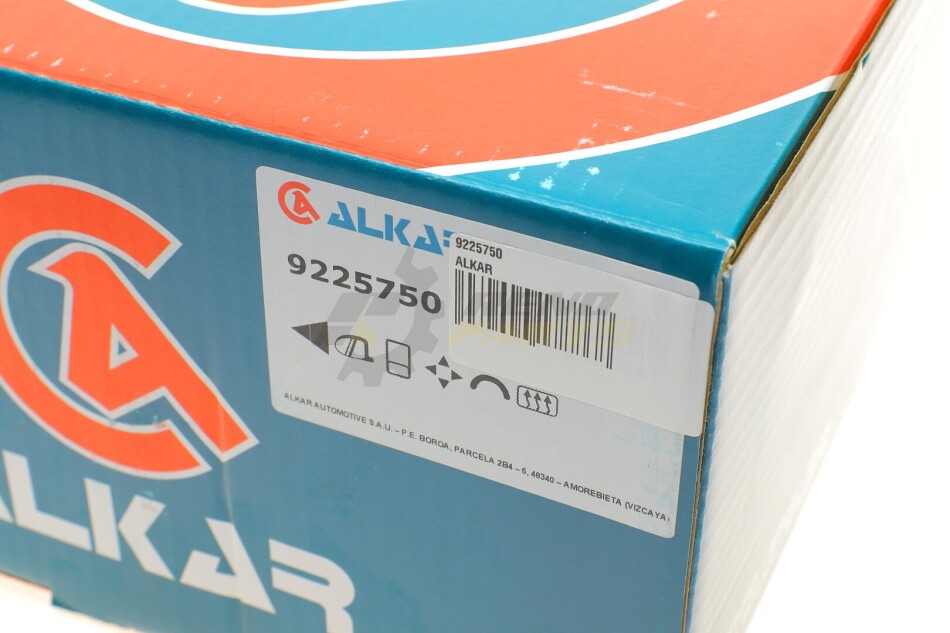 ALKAR
9225750
9225750
ALKAR
ALKAR AUTOMOTIVE S.A.U. – P.E. BOROA, PARCELA 2B4 – 6, 48340 – AMOREBIETA (VIZCAYA)
ALKAR